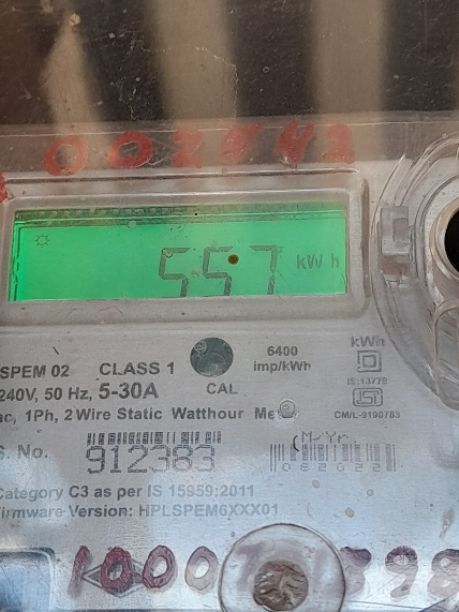 002542
557 kWh
SPEM 02 CLASS 1 6400 imp/kWh kWh
240V, 50 Hz, 5-30A CAL IS:13779
ac, 1Ph, 2 Wire Static Watthour CM/L-9190783
S. No. 912383 M/Yr.
062022
Category C3 as per IS 15959:2011
Firmware Version: HPLSPEM6XXX01